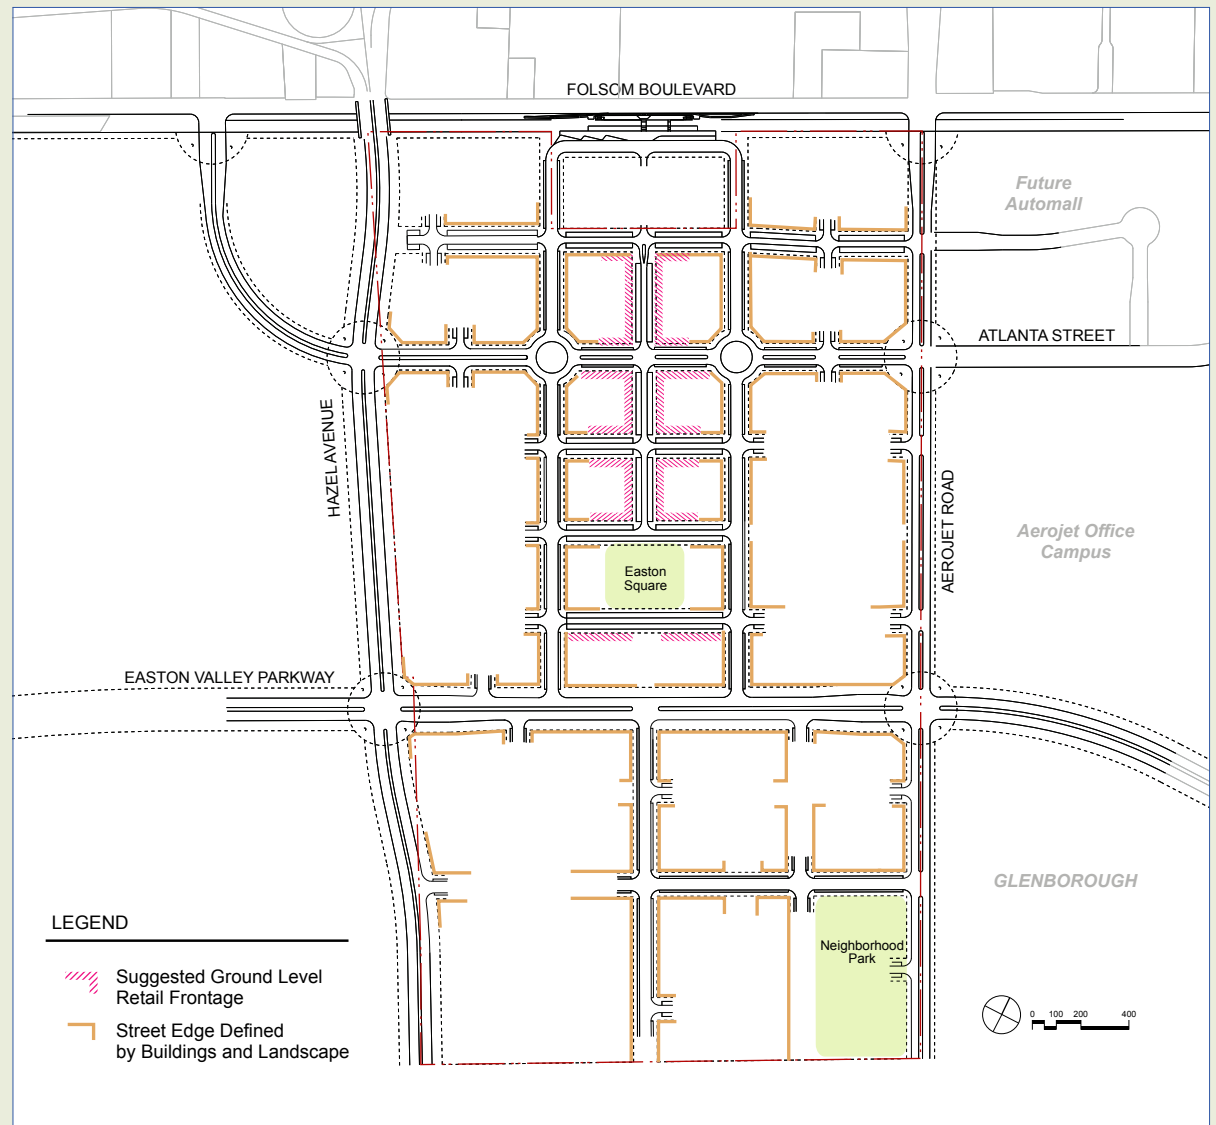 FOLSOM BOULEVARD
Future
Automall
ATLANTA STREET
HAZEL AVENUE
AEROJET ROAD
Aerojet Office
Campus
Easton
Square
EASTON VALLEY PARKWAY
GLENBOROUGH
LEGEND
Suggested Ground Level
Retail Frontage
Street Edge Defined
by Buildings and Landscape
Neighborhood
Park
0 100 200 400